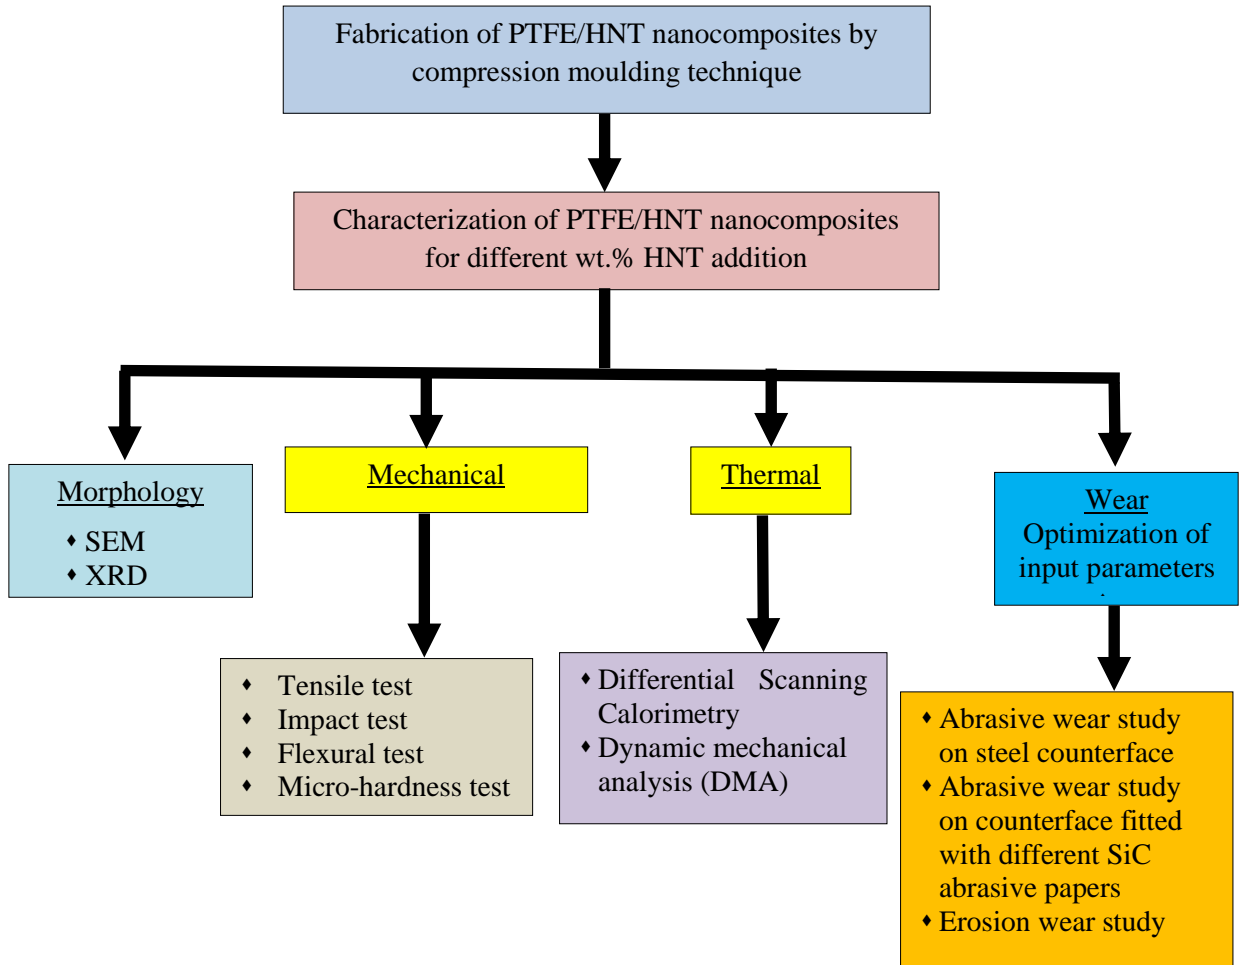 Fabrication of PTFE/HNT nanocomposites by
compression moulding technique
Characterization of PTFE/HNT nanocomposites
for different wt.% HNT addition
Morphology
♦ SEM
♦ XRD
Mechanical
Thermal
Wear
Optimization of
input parameters
♦ Tensile test
♦ Impact test
♦ Flexural test
♦ Micro-hardness test
♦ Differential Scanning
Calorimetry
♦ Dynamic mechanical
analysis (DMA)
♦ Abrasive wear study
on steel counterface
♦ Abrasive wear study
on counterface fitted
with different SiC
abrasive papers
♦ Erosion wear study